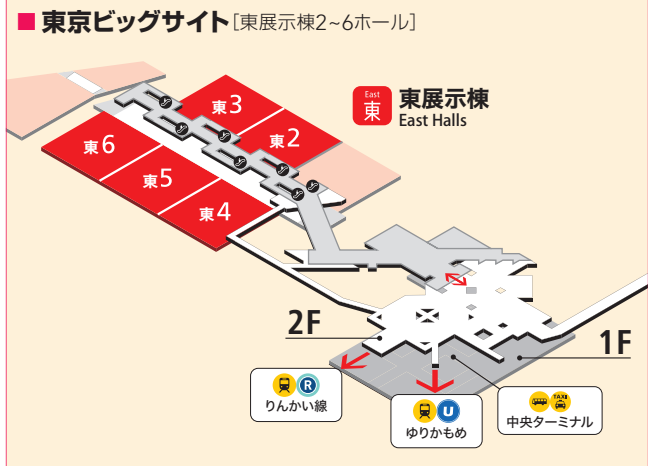 ■ 東京ビッグサイト[東展示棟2~6ホール]
East
東
東展示棟
East Halls
東3
東2
東6
東5
東4
2F
1F
R
りんかい線
U
ゆりかもめ
TAXI
中央ターミナル